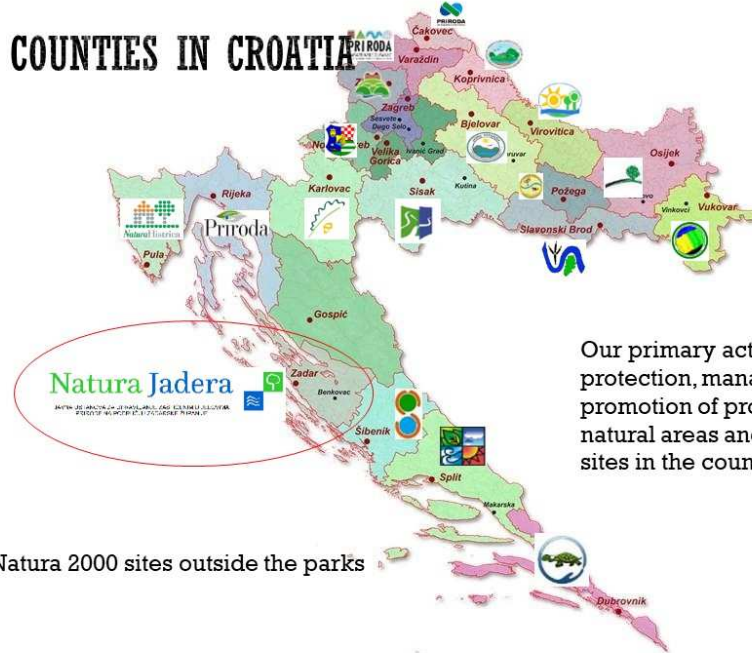 COUNTIES IN CROATIA
PRIRODA
Čakovec
PRIRODA
Varaždin
Koprivnica
Zagreb
Sesvete
Dugo Selo
Bjelovar
Virovitica
Velika
Gorica
Ivanić Grad
Osijek
Rijeka
Karlovac
Sisak
Kutina
Požega
Vukovar
Vinkovci
Natural Istrica
Priroda
Slavonski Brod
Pula
Gospić
Natura Jadera
Zadar
Benkovac
Our primary act
protection, mana
promotion of pro
natural areas and
sites in the coun
Šibenik
Split
Makarska
Natura 2000 sites outside the parks
Dubrovnik